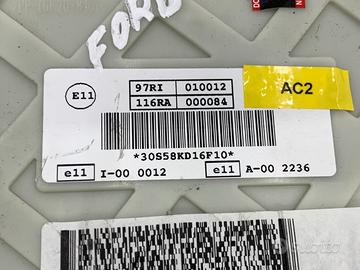 FORD
E11
97RI 010012
116RA 000084
AC2
*30S58KD16F10*
e11 I-00 0012 e11 A-00 2236